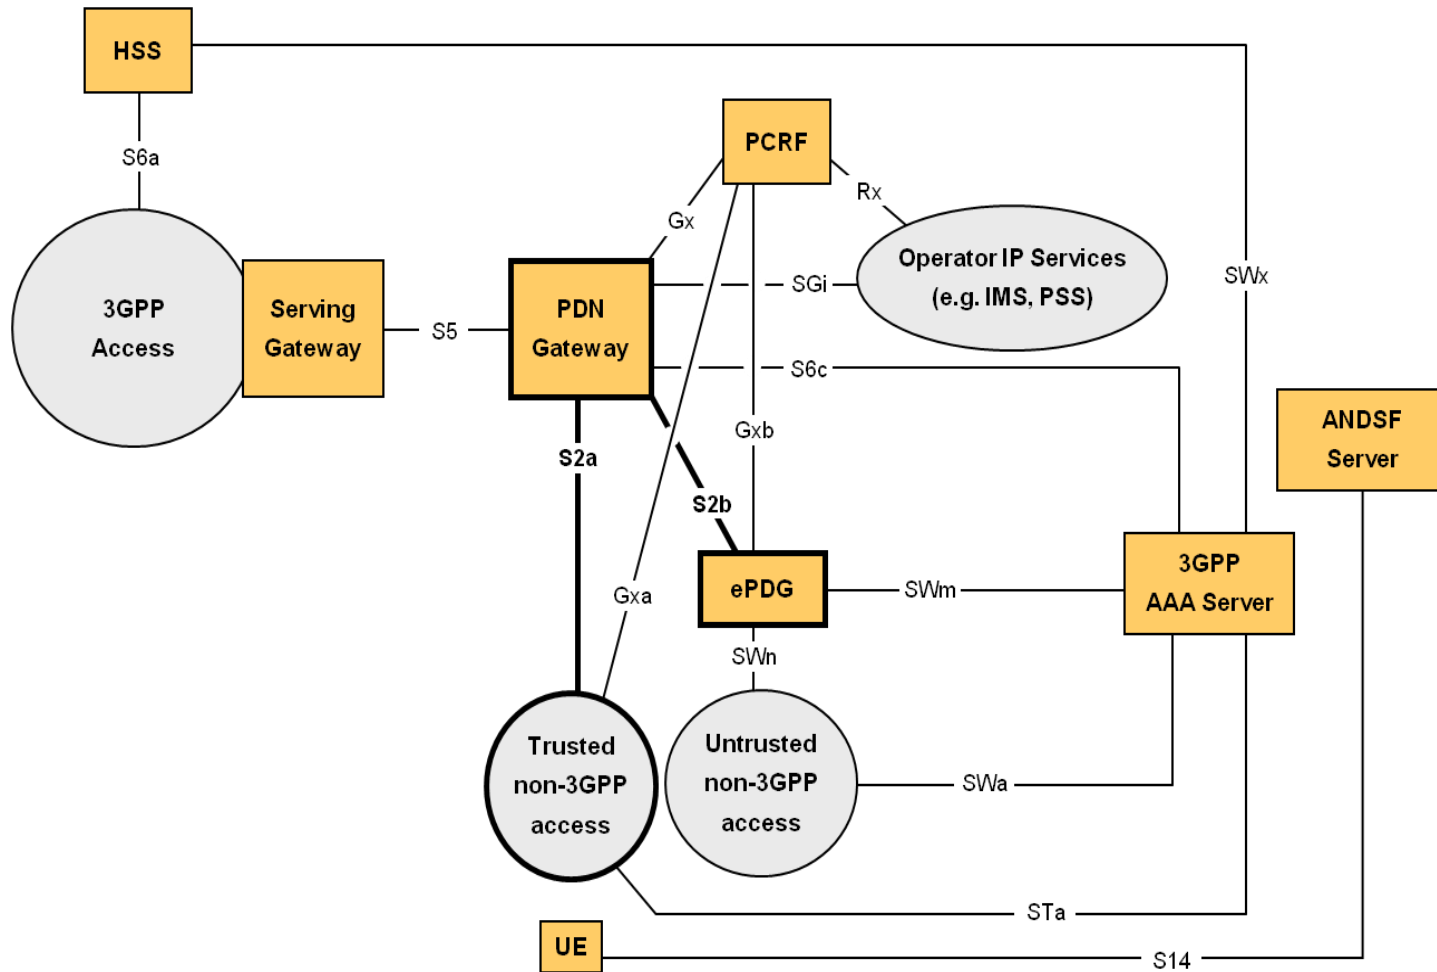 HSS
S6a
3GPP
Access
Serving
Gateway
S5
PDN
Gateway
PCRF
Gx
Rx
Operator IP Services
(e.g. IMS, PSS)
SGi
SWx
S6c
Gxb
S2a
S2b
Gxa
ePDG
SWm
SWn
3GPP
AAA Server
ANDSF
Server
Trusted
non-3GPP
access
Untrusted
non-3GPP
access
SWa
STa
UE
S14